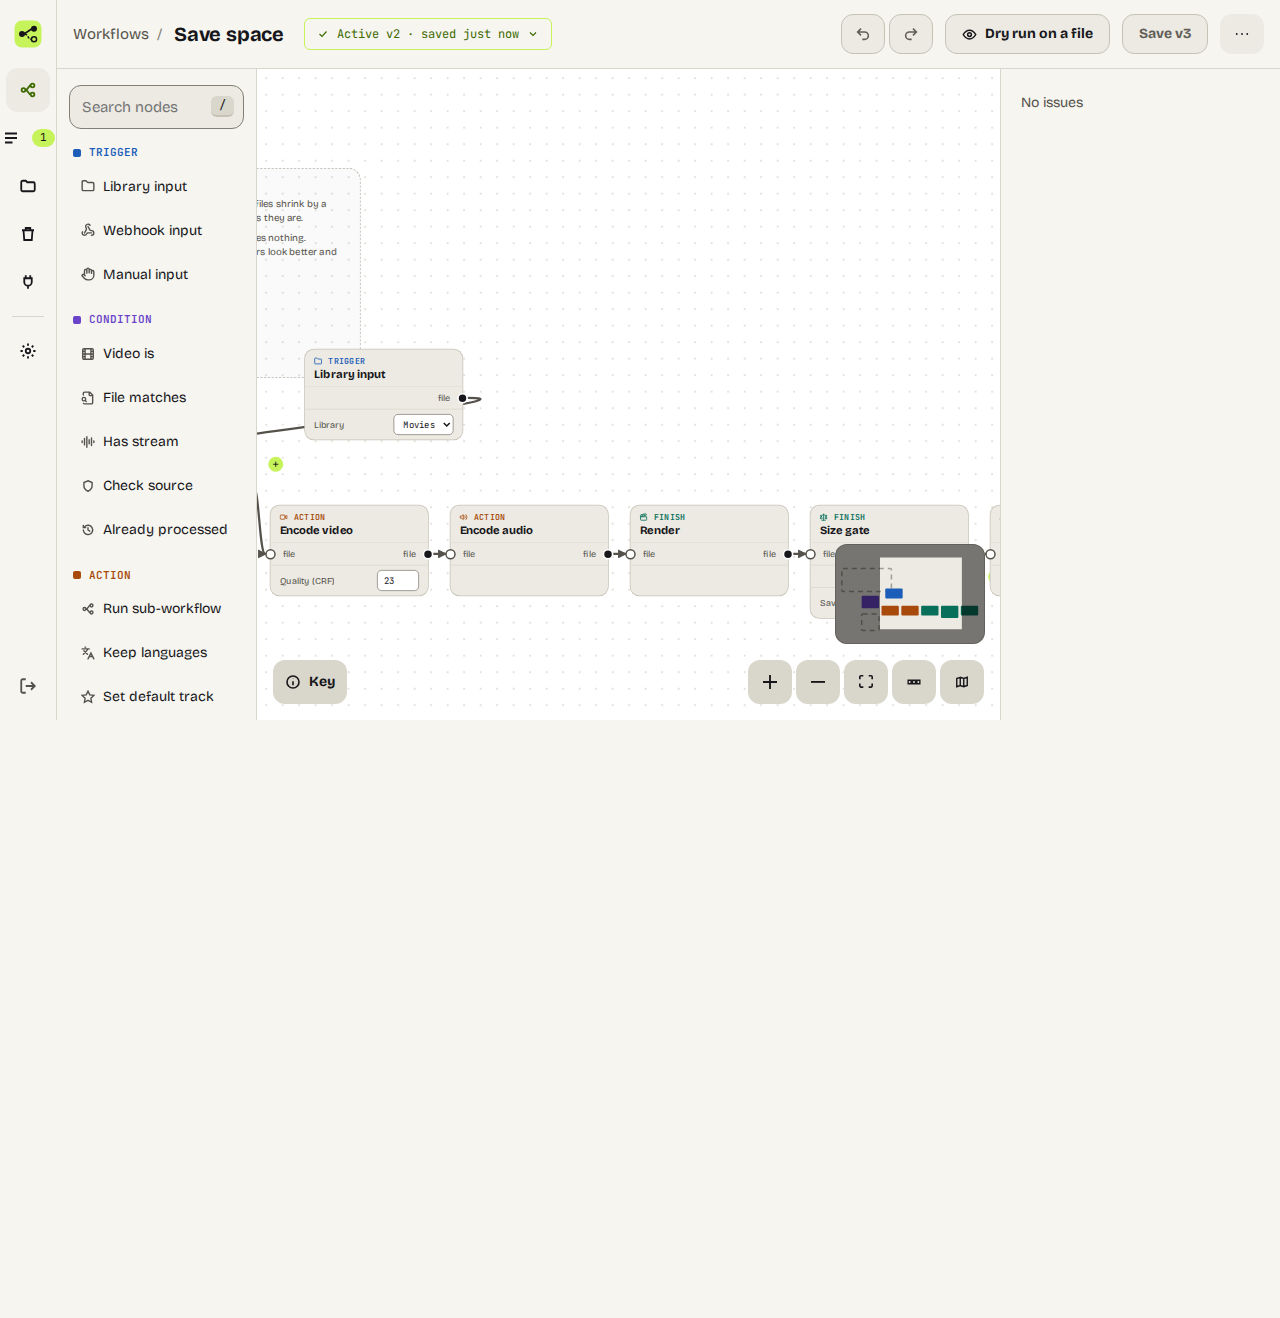 Workflows / Save space
Active v2 · saved just now
Dry run on a file
Save v3
1
Search nodes /
TRIGGER
Library input
Webhook input
Manual input
CONDITION
Video is
File matches
Has stream
Check source
Already processed
ACTION
Run sub-workflow
Keep languages
Set default track
files shrink by a
s they are.
es nothing.
rs look better and
TRIGGER
Library input
file
Library Movies
ACTION
Encode video
file file
Quality (CRF) 23
ACTION
Encode audio
file file
FINISH
Render
file file
FINISH
Size gate
file
Sav
Key
No issues